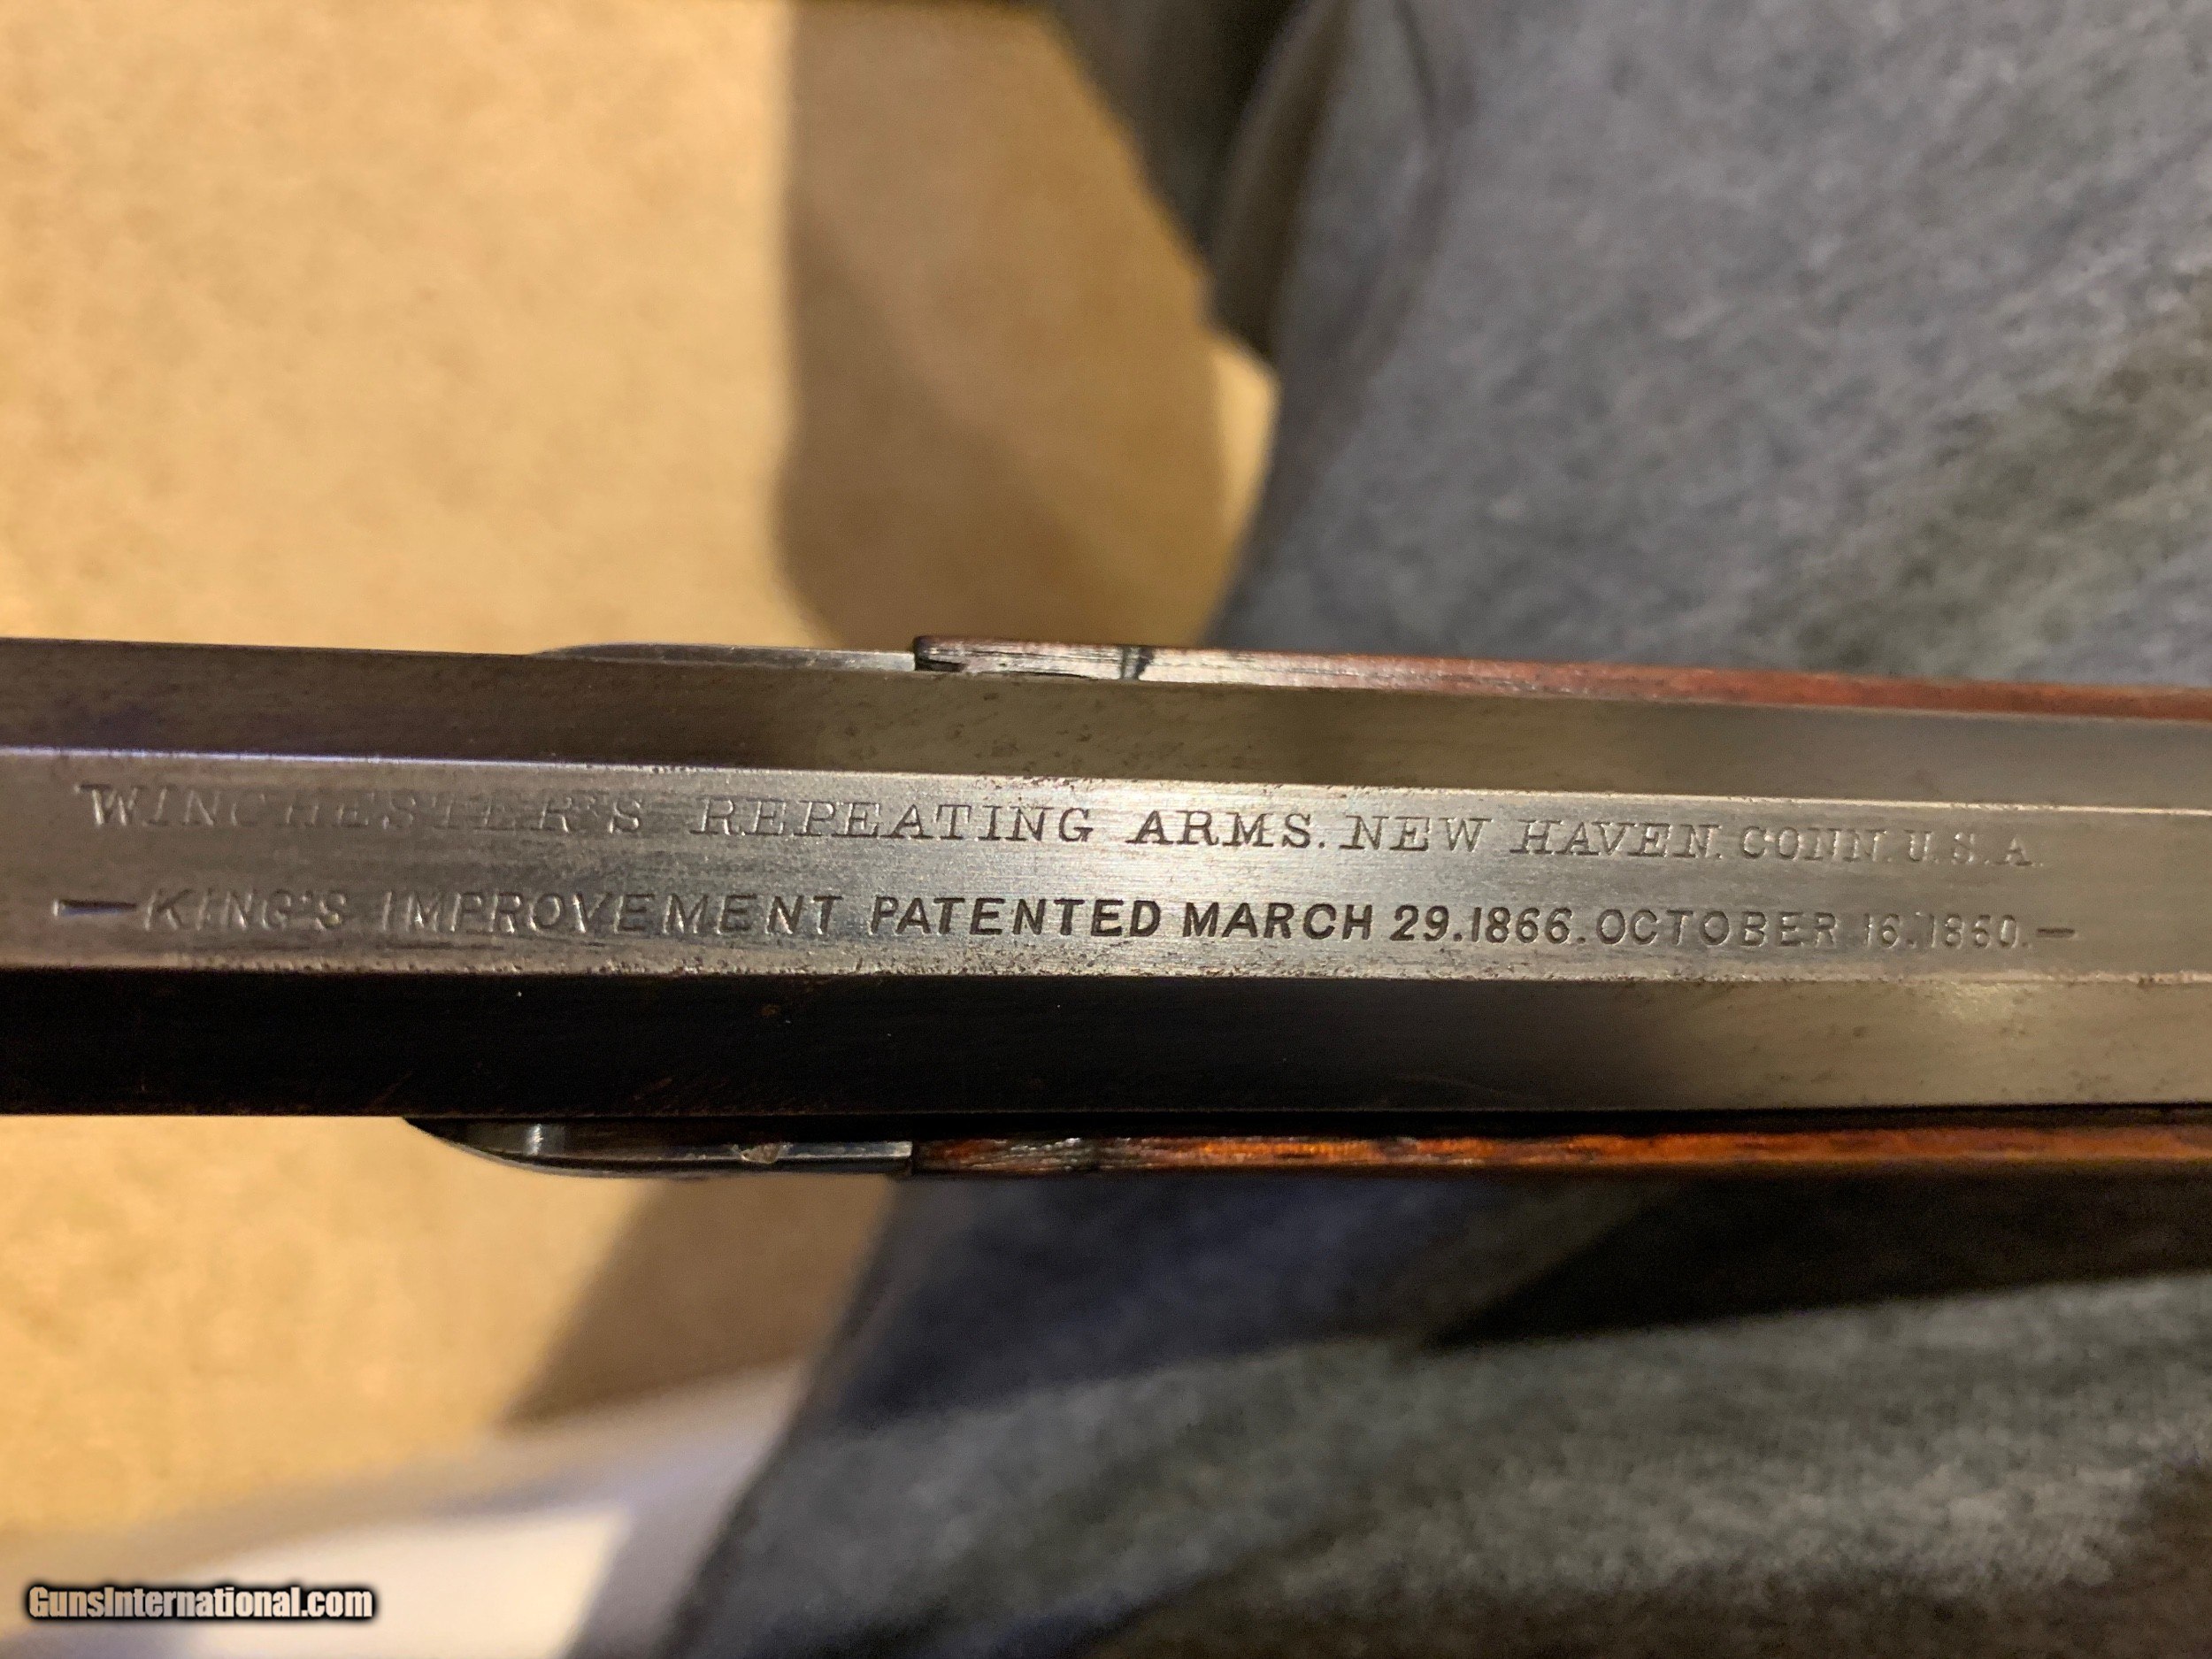 WINCHESTER'S REPEATING ARMS. NEW HAVEN. CONN. U.S.A.
— KING'S IMPROVEMENT PATENTED MARCH 29.1866. OCTOBER 16.1860. —
GunsInternational.com